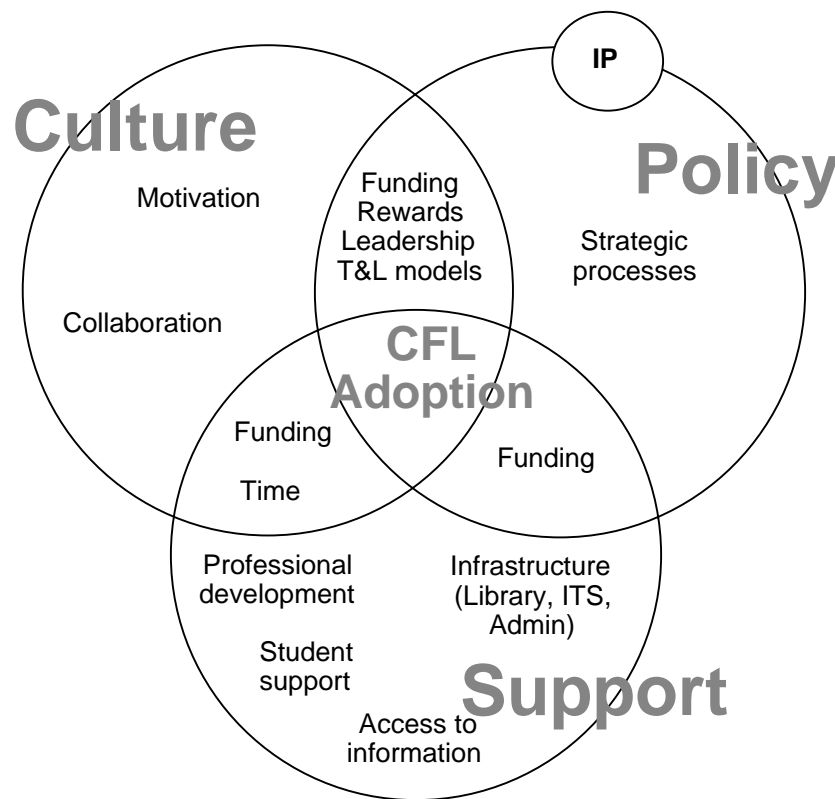 IP
Culture
Policy
Motivation
Funding
Rewards
Leadership
T&L models
Strategic
processes
Collaboration
CFL
Adoption
Funding
Time
Funding
Professional
development
Infrastructure
(Library, ITS,
Admin)
Student
support
Support
Access to
information